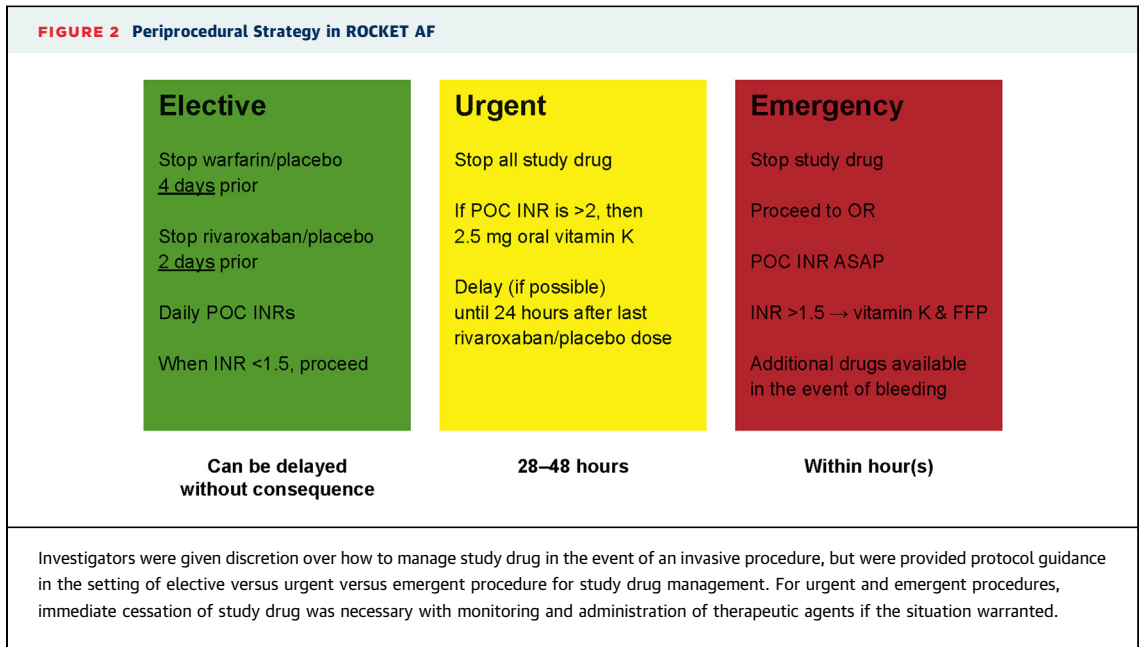 FIGURE 2 Periprocedural Strategy in ROCKET AF
Elective
Stop warfarin/placebo
4 days prior
Stop rivaroxaban/placebo
2 days prior
Daily POC INRs
When INR <1.5, proceed
Can be delayed
without consequence
Urgent
Stop all study drug
If POC INR is >2, then
2.5 mg oral vitamin K
Delay (if possible)
until 24 hours after last
rivaroxaban/placebo dose
28–48 hours
Emergency
Stop study drug
Proceed to OR
POC INR ASAP
INR >1.5 → vitamin K & FFP
Additional drugs available
in the event of bleeding
Within hour(s)
Investigators were given discretion over how to manage study drug in the event of an invasive procedure, but were provided protocol guidance
in the setting of elective versus urgent versus emergent procedure for study drug management. For urgent and emergent procedures,
immediate cessation of study drug was necessary with monitoring and administration of therapeutic agents if the situation warranted.